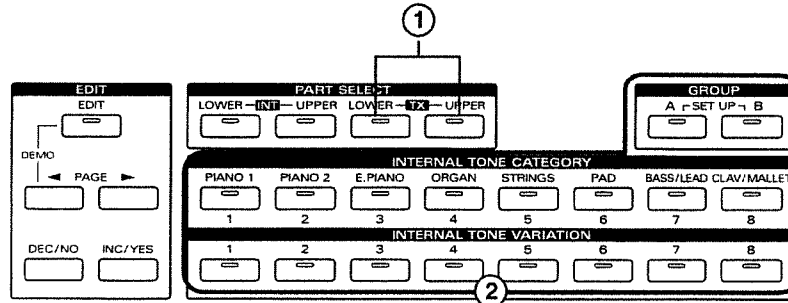 1
EDIT
PART SELECT
GROUP
EDIT
LOWER INT UPPER LOWER TX UPPER
A SET UP B
DEMO
INTERNAL TONE CATEGORY
◄ PAGE ►
PIANO 1 PIANO 2 E.PIANO ORGAN STRINGS PAD BASS/LEAD CLAV/MALLET
1 2 3 4 5 6 7 8
INTERNAL TONE VARIATION
DEC/NO INC/YES
1 2 3 4 5 6 7 8
2